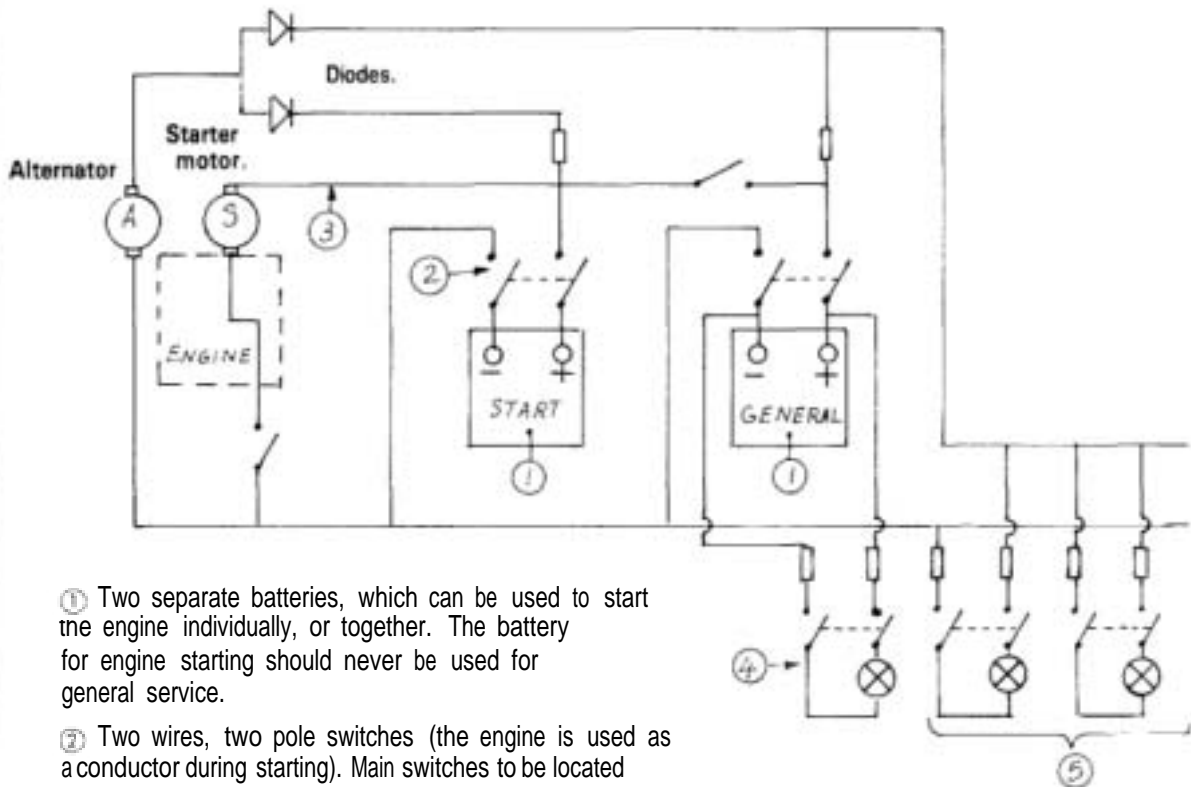 Diodes.
Starter
motor.
Alternator
A
S
3
2
ENGINE
− +
START
− +
GENERAL
1
1
4
5
① Two separate batteries, which can be used to start
the engine individually, or together. The battery
for engine starting should never be used for
general service.
② Two wires, two pole switches (the engine is used as
a conductor during starting). Main switches to be located